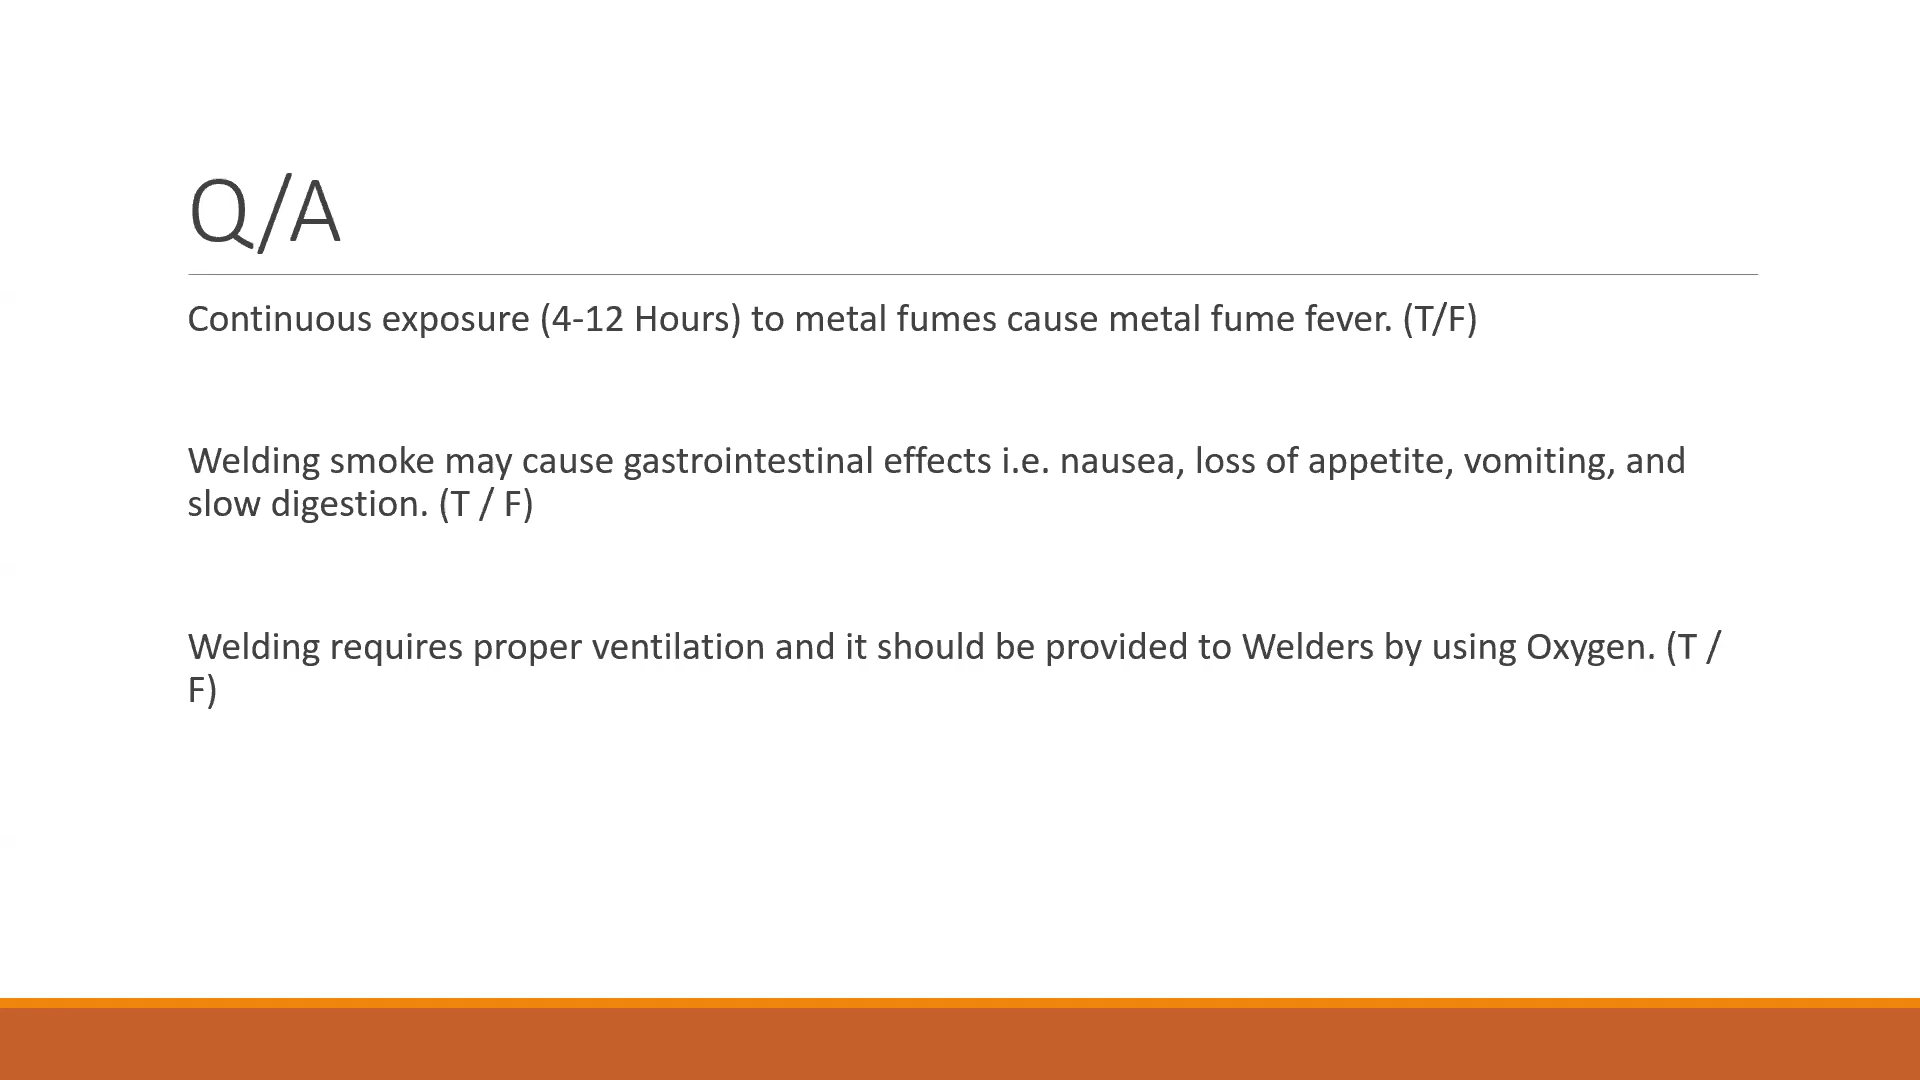 Q/A
Continuous exposure (4-12 Hours) to metal fumes cause metal fume fever. (T/F)
Welding smoke may cause gastrointestinal effects i.e. nausea, loss of appetite, vomiting, and
slow digestion. (T / F)
Welding requires proper ventilation and it should be provided to Welders by using Oxygen. (T /
F)